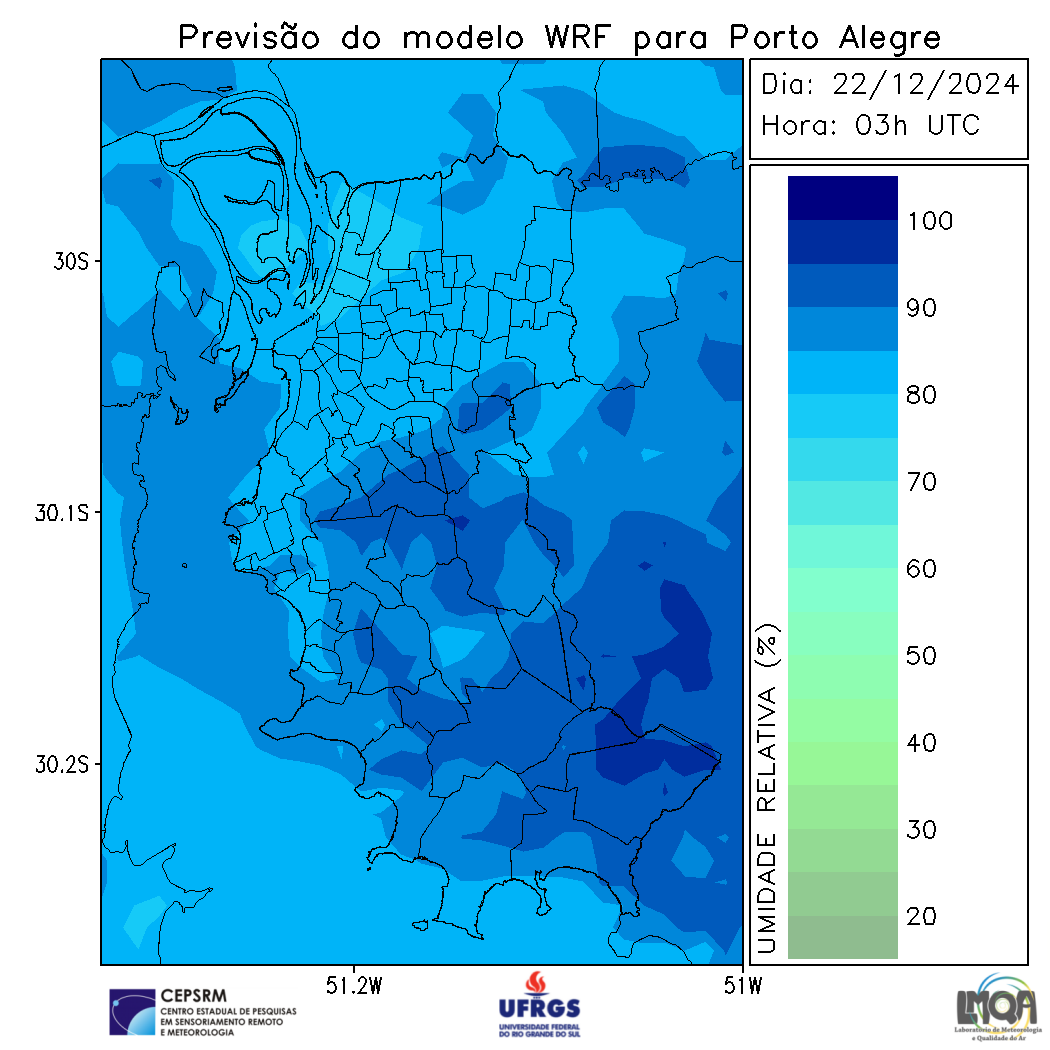 Previsão do modelo WRF para Porto Alegre
Dia: 22/12/2024
Hora: 03h UTC
30S
30.1S
30.2S
51.2W
51W
UMIDADE RELATIVA (%)
100
90
80
70
60
50
40
30
20
CEPSRM
CENTRO ESTADUAL DE PESQUISAS
EM SENSORIAMENTO REMOTO
E METEOROLOGIA
UFRGS
UNIVERSIDADE FEDERAL
DO RIO GRANDE DO SUL
LMQA
Laboratório de Meteorologia
e Qualidade do Ar